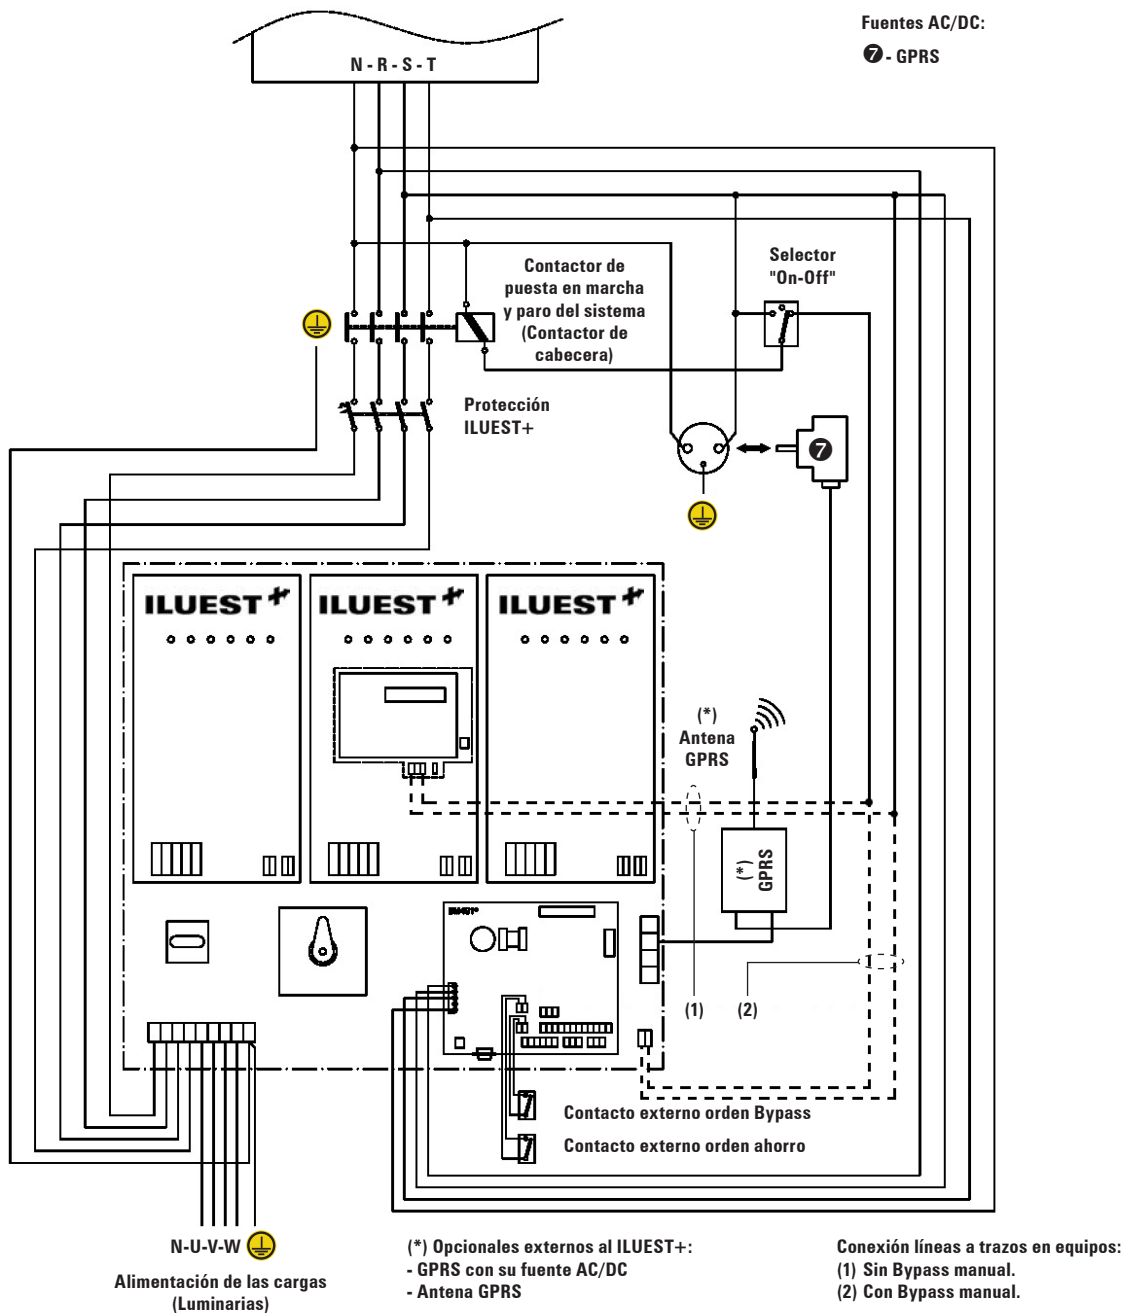 Fuentes AC/DC:
7 - GPRS
N - R - S - T
Selector
"On-Off"
Contactor de
puesta en marcha
y paro del sistema
(Contactor de
cabecera)
Protección
ILUEST+
7
ILUEST+
ILUEST+
ILUEST+
(*)
Antena
GPRS
(*)
GPRS
(1)
(2)
Contacto externo orden Bypass
Contacto externo orden ahorro
N-U-V-W
Alimentación de las cargas
(Luminarias)
(*) Opcionales externos al ILUEST+:
- GPRS con su fuente AC/DC
- Antena GPRS
Conexión líneas a trazos en equipos:
(1) Sin Bypass manual.
(2) Con Bypass manual.